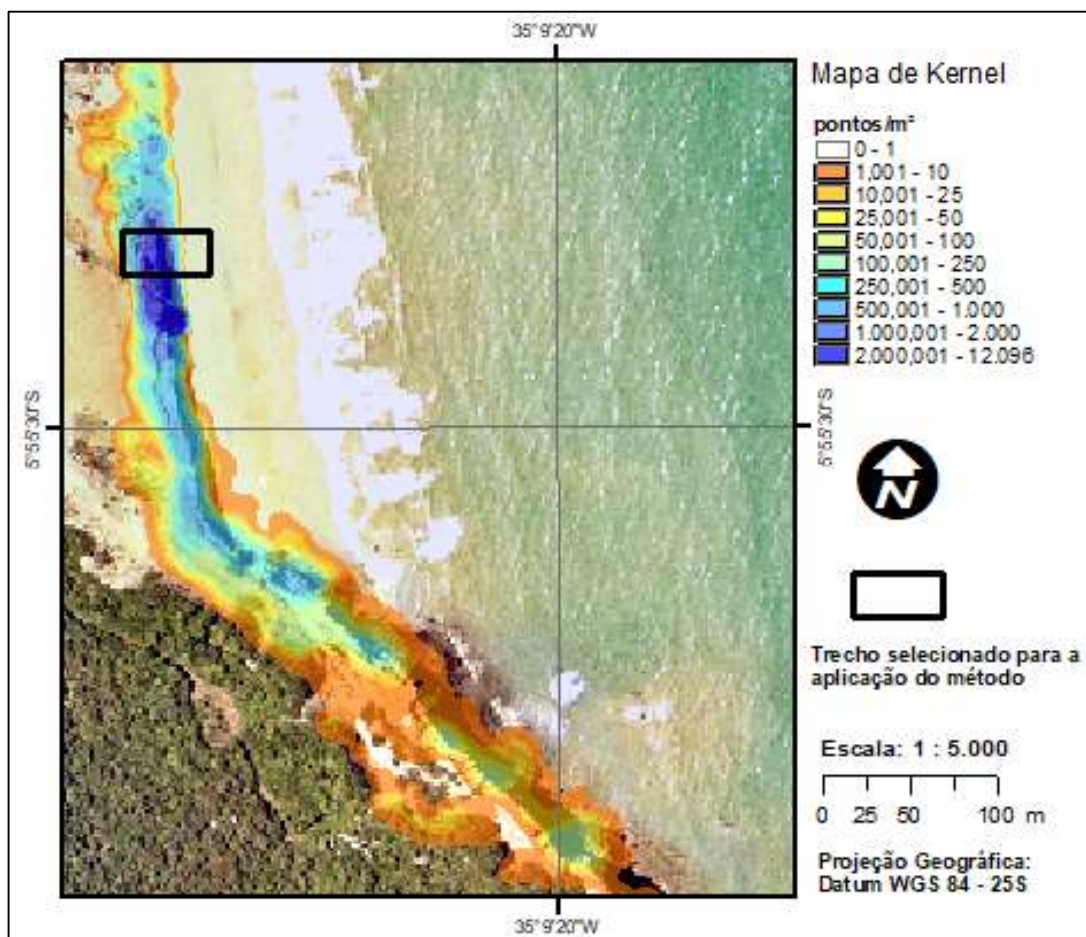 35°9'20"W
Mapa de Kernel
pontos/m²
0 - 1
1,001 - 10
10,001 - 25
25,001 - 50
50,001 - 100
100,001 - 250
250,001 - 500
500,001 - 1.000
1.000,001 - 2.000
2.000,001 - 12.096
5°55'30"S
5°55'30"S
N
Trecho selecionado para a
aplicação do método
Escala: 1 : 5.000
0 25 50 100 m
Projeção Geográfica:
Datum WGS 84 - 25S
35°9'20"W